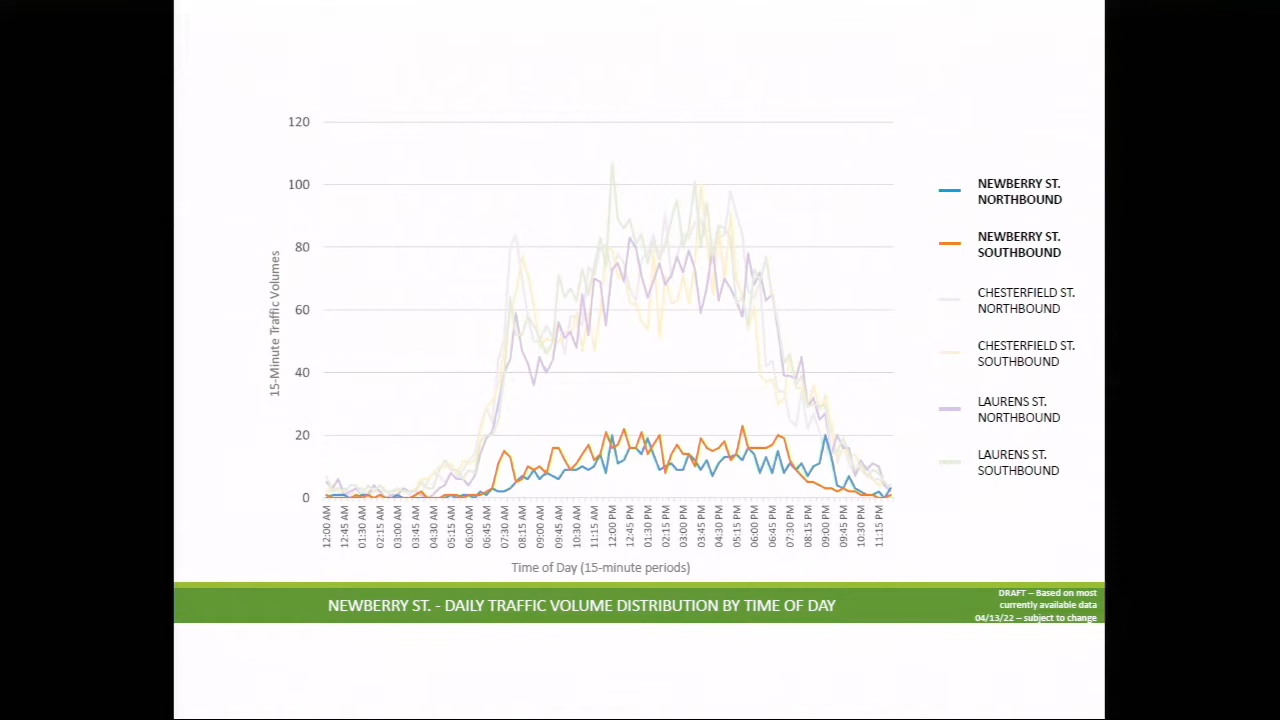 120
100
80
60
40
20
0
15-Minute Traffic Volumes
12:00 AM
12:45 AM
01:30 AM
02:15 AM
03:00 AM
03:45 AM
04:30 AM
05:15 AM
06:00 AM
06:45 AM
07:30 AM
08:15 AM
09:00 AM
09:45 AM
10:30 AM
11:15 AM
12:00 PM
12:45 PM
01:30 PM
02:15 PM
03:00 PM
03:45 PM
04:30 PM
05:15 PM
06:00 PM
06:45 PM
07:30 PM
08:15 PM
09:00 PM
09:45 PM
10:30 PM
11:15 PM
Time of Day (15-minute periods)
NEWBERRY ST.
NORTHBOUND
NEWBERRY ST.
SOUTHBOUND
CHESTERFIELD ST.
NORTHBOUND
CHESTERFIELD ST.
SOUTHBOUND
LAURENS ST.
NORTHBOUND
LAURENS ST.
SOUTHBOUND
NEWBERRY ST. - DAILY TRAFFIC VOLUME DISTRIBUTION BY TIME OF DAY
DRAFT – Based on most
currently available data
04/13/22 – subject to change